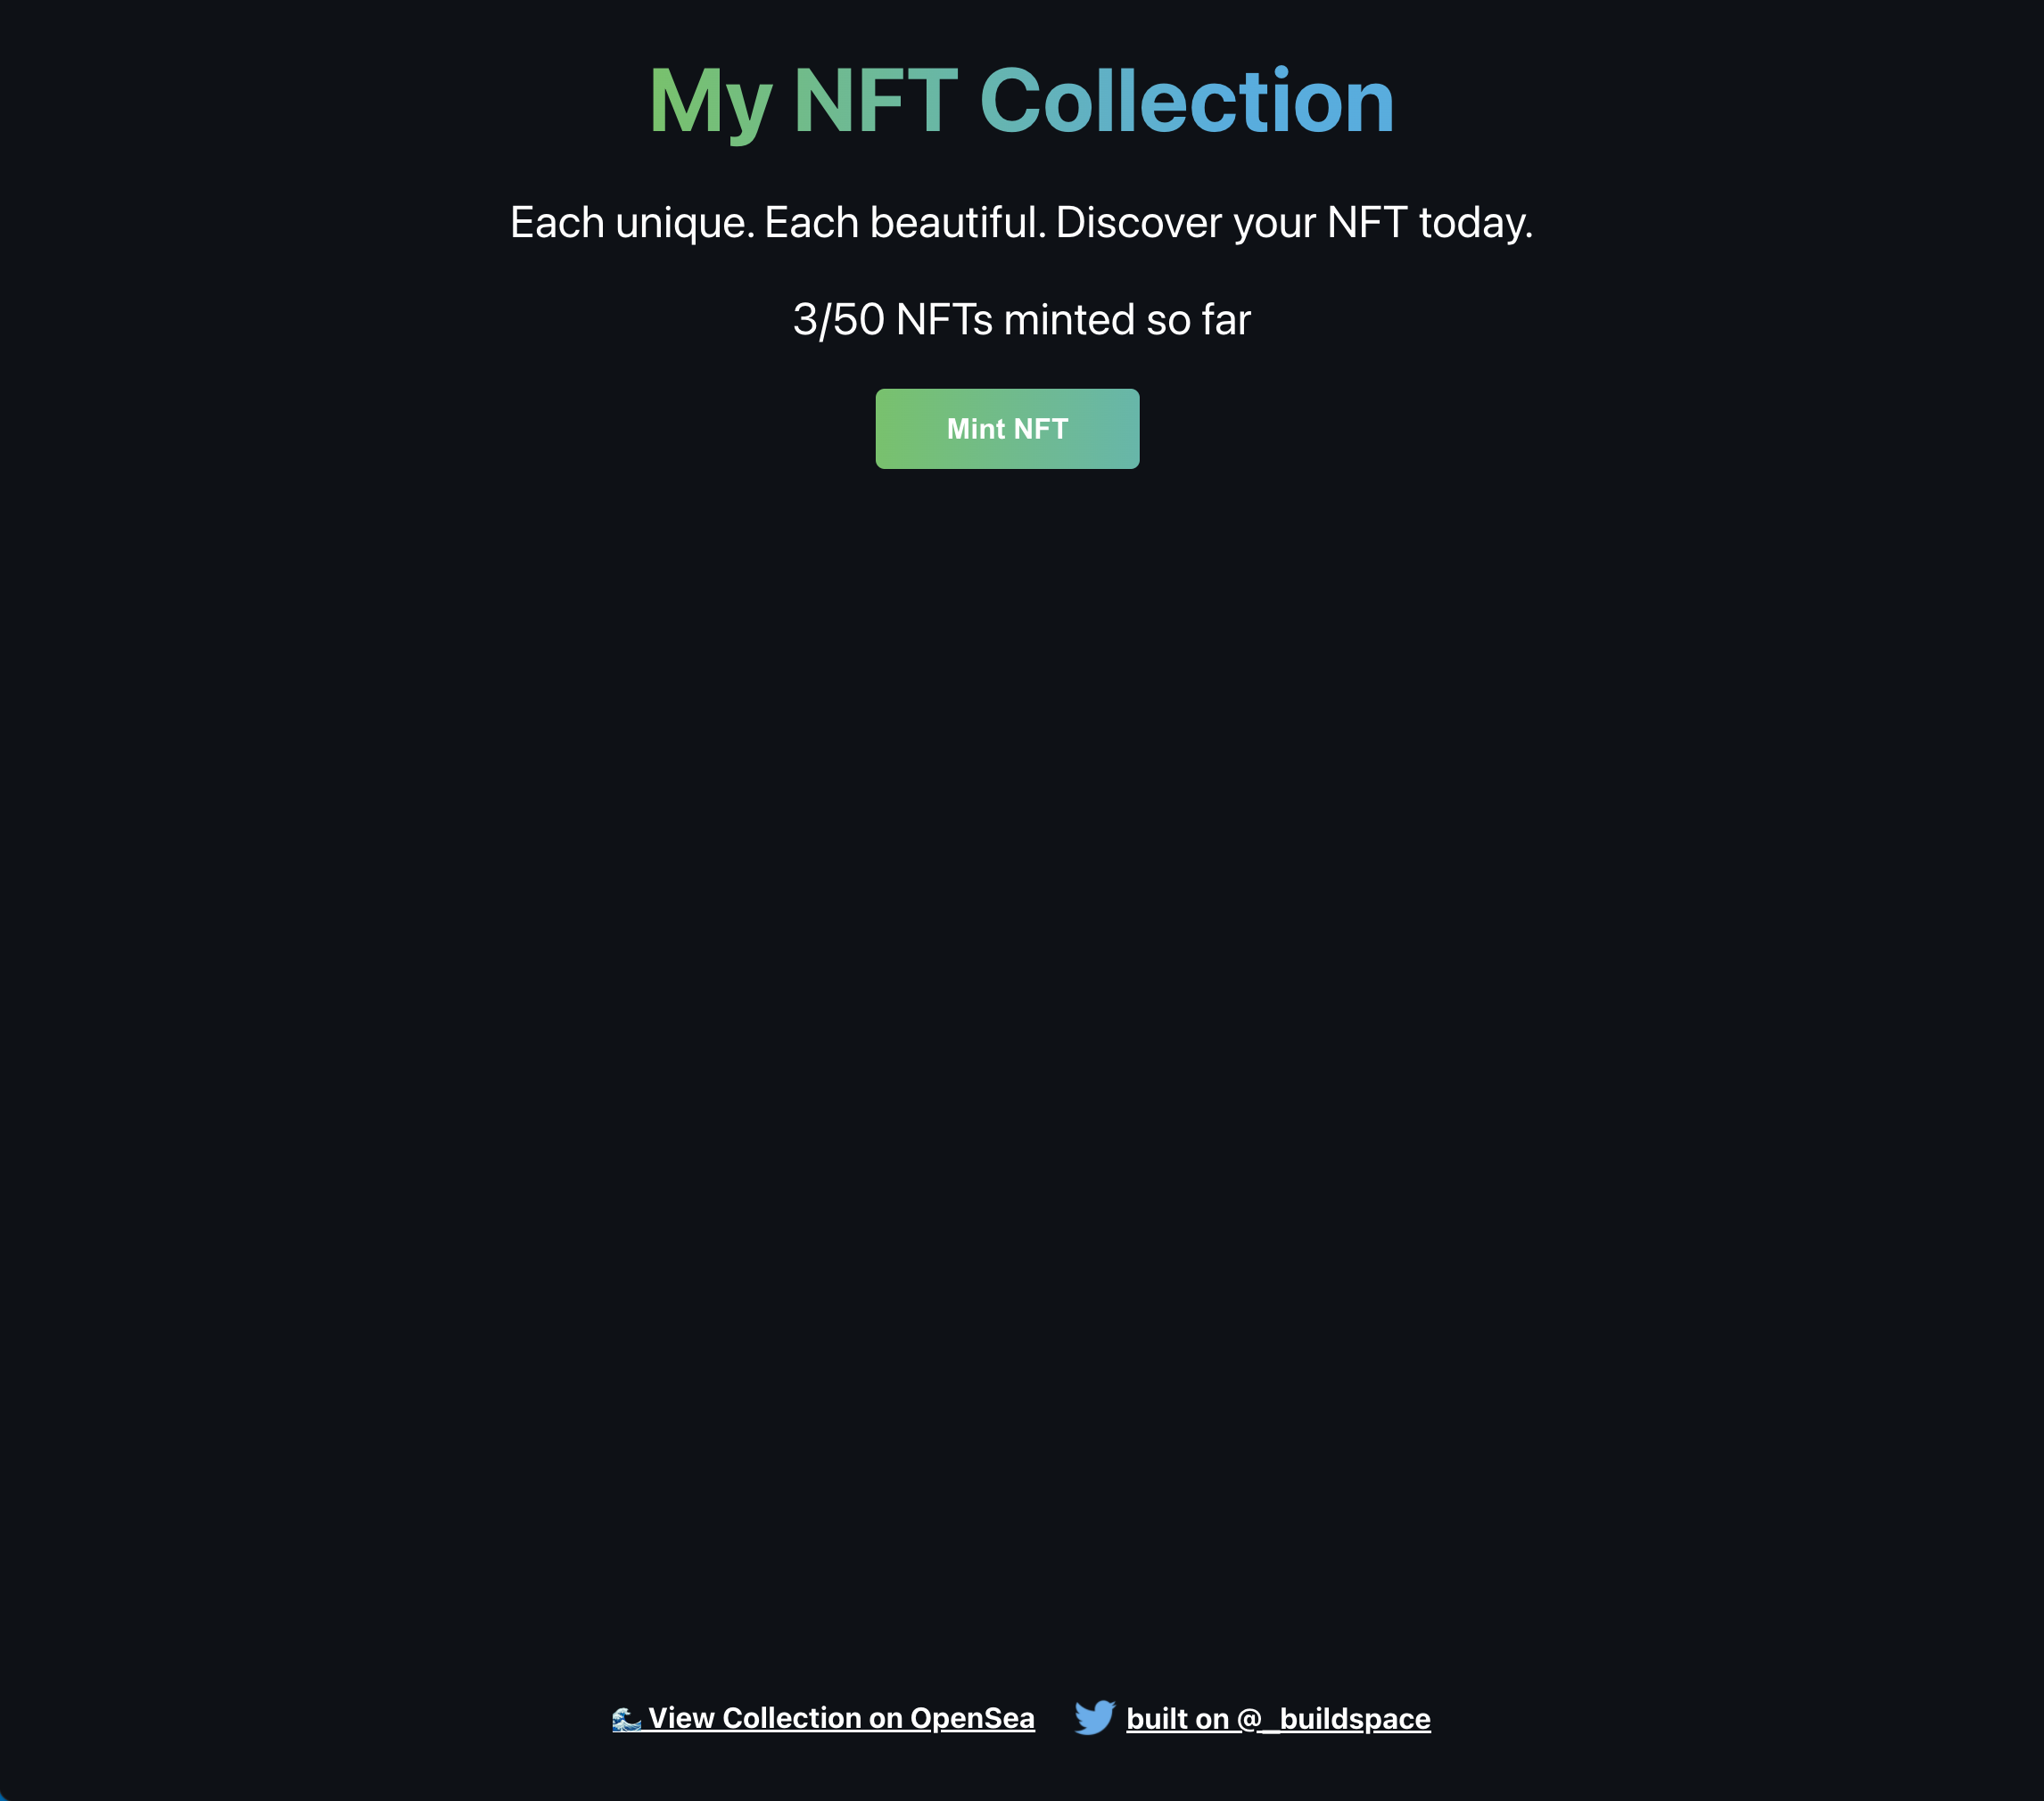 My NFT Collection
Each unique. Each beautiful. Discover your NFT today.
3/50 NFTs minted so far
Mint NFT
🌊 View Collection on OpenSea
built on @_buildspace